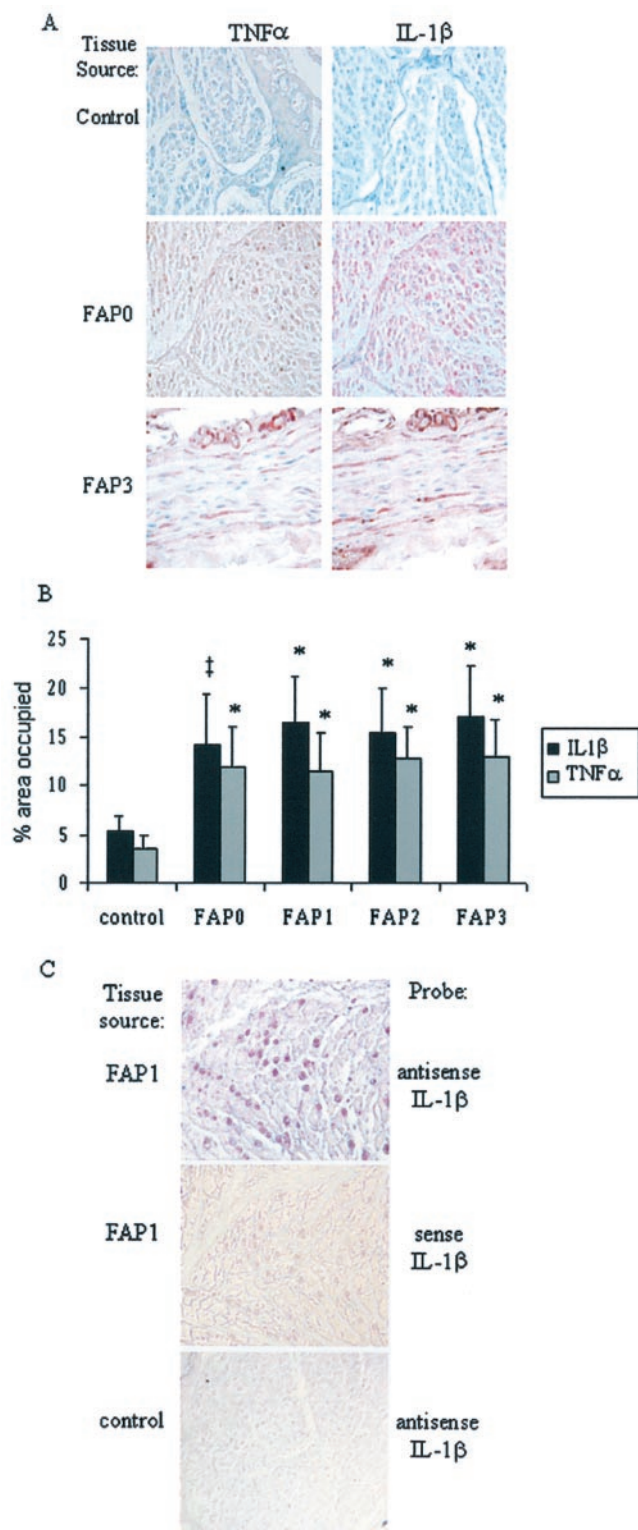 A
TNFα IL-1β
Tissue
Source:
Control
FAP0
FAP3
B
25
20
15
10
5
0
% area occupied
‡ * * * * * * *
control FAP0 FAP1 FAP2 FAP3
IL1β
TNFα
C
Tissue
source:
Probe:
FAP1
antisense
IL-1β
FAP1
sense
IL-1β
control
antisense
IL-1β